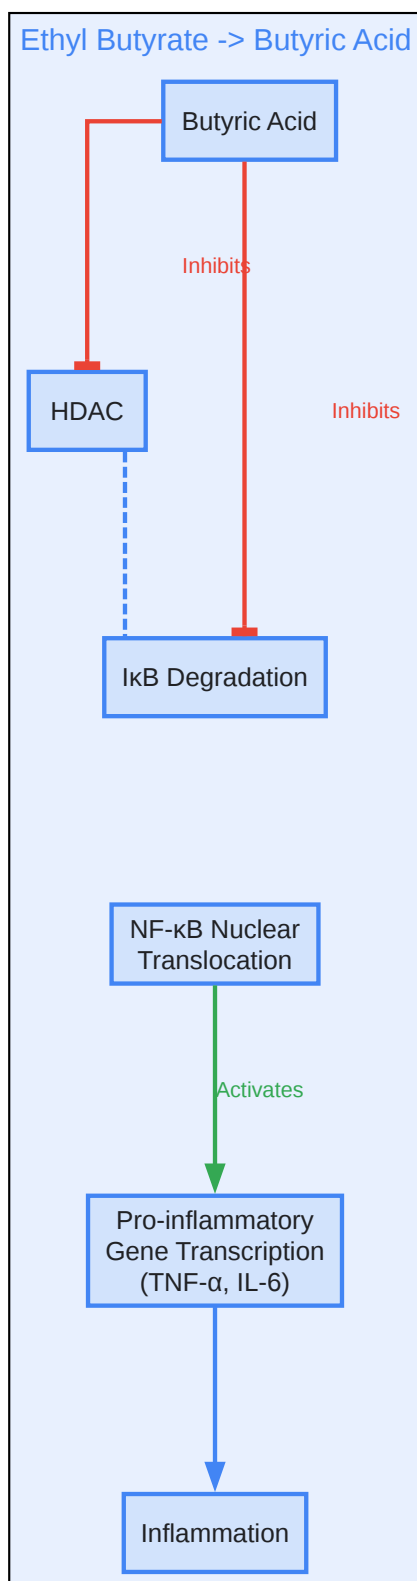 Ethyl Butyrate -> Butyric Acid
Butyric Acid
Inhibits
HDAC
Inhibits
IκB Degradation
NF-κB Nuclear
Translocation
Activates
Pro-inflammatory
Gene Transcription
(TNF-α, IL-6)
Inflammation